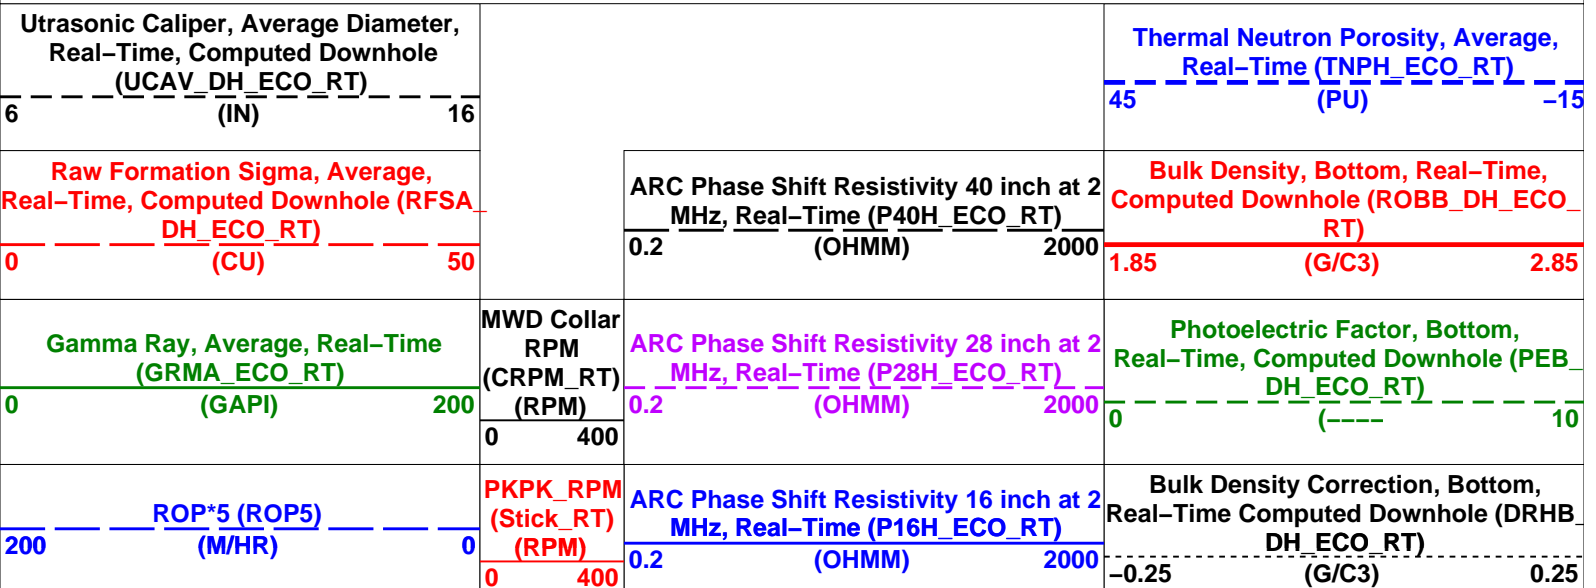 Utrasonic Caliper, Average Diameter,
Real−Time, Computed Downhole
(UCAV_DH_ECO_RT)
6 (IN) 16
Thermal Neutron Porosity, Average,
Real−Time (TNPH_ECO_RT)
45 (PU) −15
Raw Formation Sigma, Average,
Real−Time, Computed Downhole (RFSA_
DH_ECO_RT)
0 (CU) 50
ARC Phase Shift Resistivity 40 inch at 2
MHz, Real−Time (P40H_ECO_RT)
0.2 (OHMM) 2000
Bulk Density, Bottom, Real−Time,
Computed Downhole (ROBB_DH_ECO_
RT)
1.85 (G/C3) 2.85
Gamma Ray, Average, Real−Time
(GRMA_ECO_RT)
0 (GAPI) 200
MWD Collar
RPM
(CRPM_RT)
(RPM)
0 400
ARC Phase Shift Resistivity 28 inch at 2
MHz, Real−Time (P28H_ECO_RT)
0.2 (OHMM) 2000
Photoelectric Factor, Bottom,
Real−Time, Computed Downhole (PEB_
DH_ECO_RT)
0 (−−−− 10
ROP*5 (ROP5)
200 (M/HR) 0
PKPK_RPM
(Stick_RT)
(RPM)
0 400
ARC Phase Shift Resistivity 16 inch at 2
MHz, Real−Time (P16H_ECO_RT)
0.2 (OHMM) 2000
Bulk Density Correction, Bottom,
Real−Time Computed Downhole (DRHB_
DH_ECO_RT)
−0.25 (G/C3) 0.25